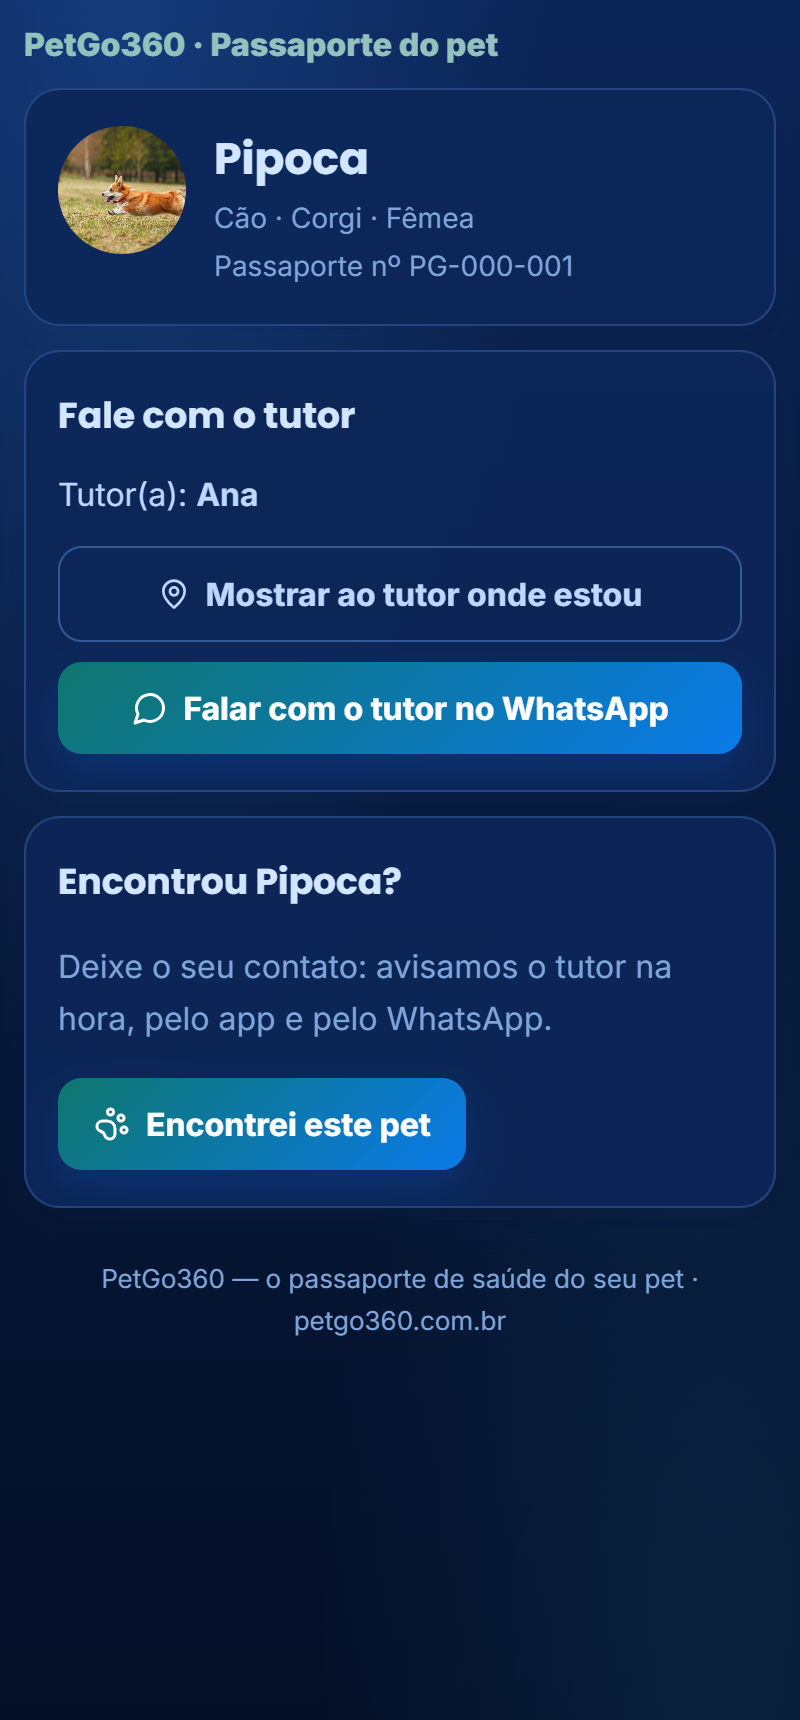 PetGo360 · Passaporte do pet
Pipoca
Cão · Corgi · Fêmea
Passaporte nº PG-000-001
Fale com o tutor
Tutor(a): Ana
Mostrar ao tutor onde estou
Falar com o tutor no WhatsApp
Encontrou Pipoca?
Deixe o seu contato: avisamos o tutor na
hora, pelo app e pelo WhatsApp.
Encontrei este pet
PetGo360 — o passaporte de saúde do seu pet ·
petgo360.com.br